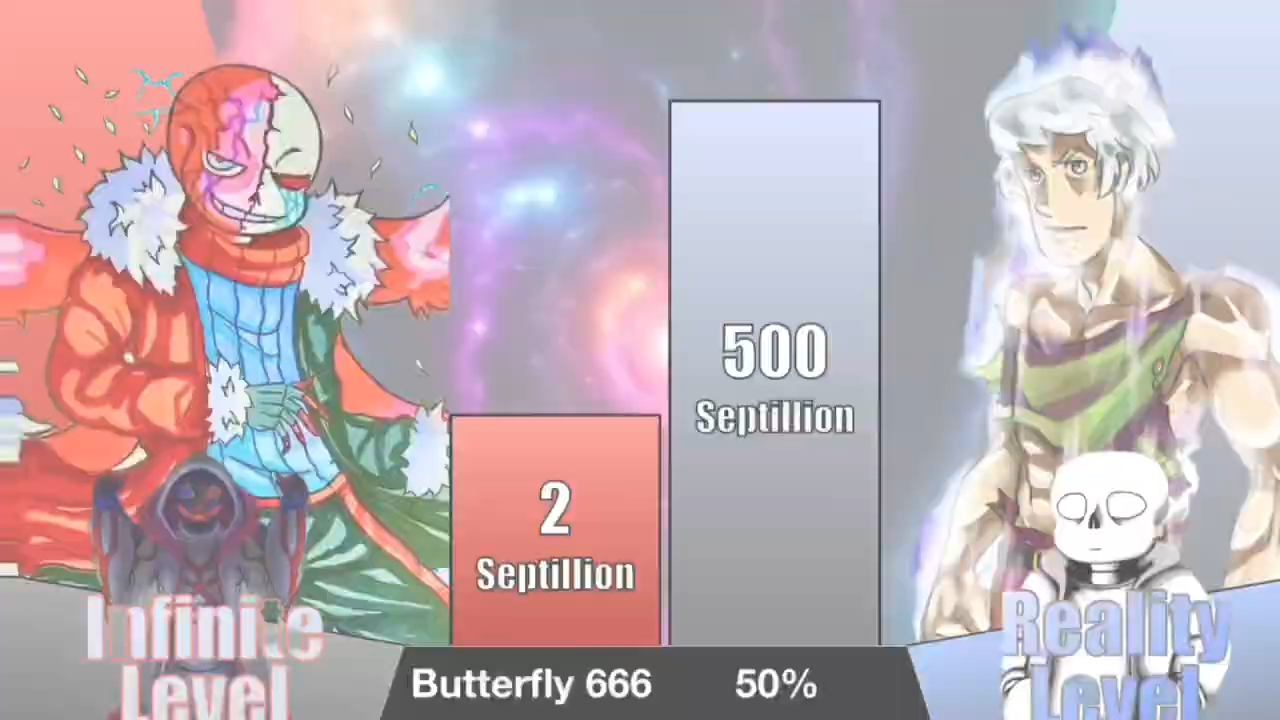 500
Septillion
2
Septillion
Infinite
Level
Reality
Level
Butterfly 666
50%